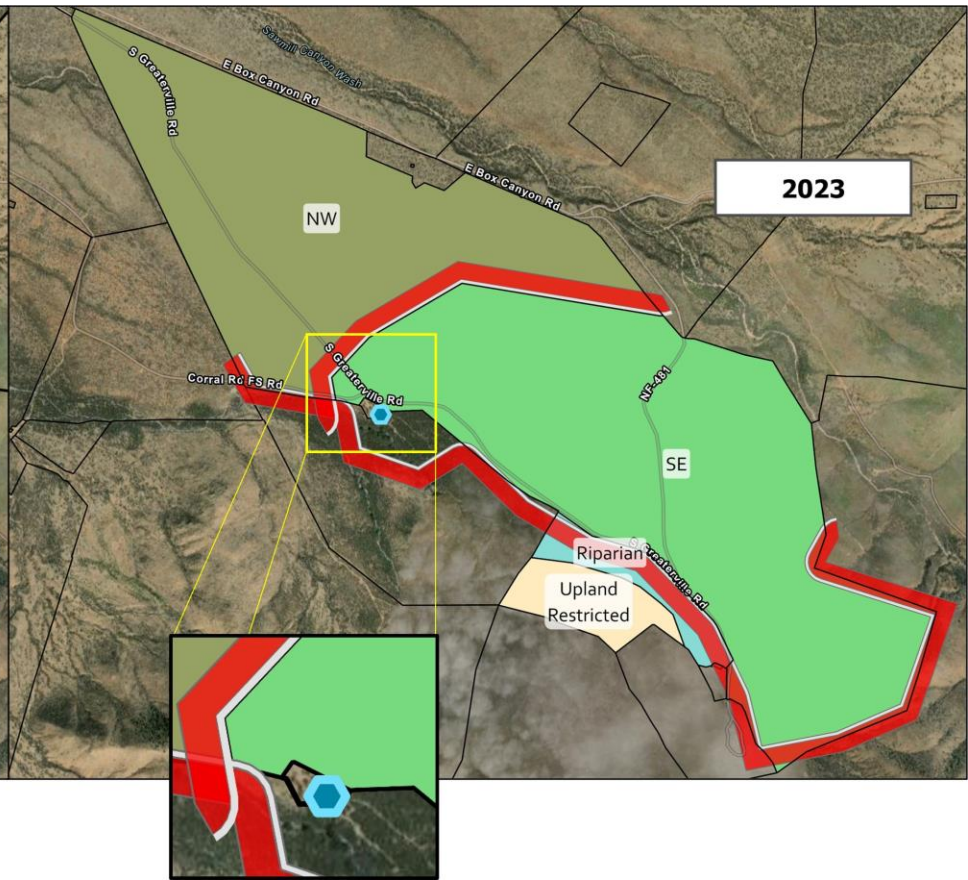 Sawmill Canyon Wash
S Greaterville Rd
E Box Canyon Rd
E Box Canyon Rd
2023
NW
S Greaterville Rd
Corral Rd FS Rd
NF-481
SE
Riparian
S Greaterville Rd
Upland
Restricted